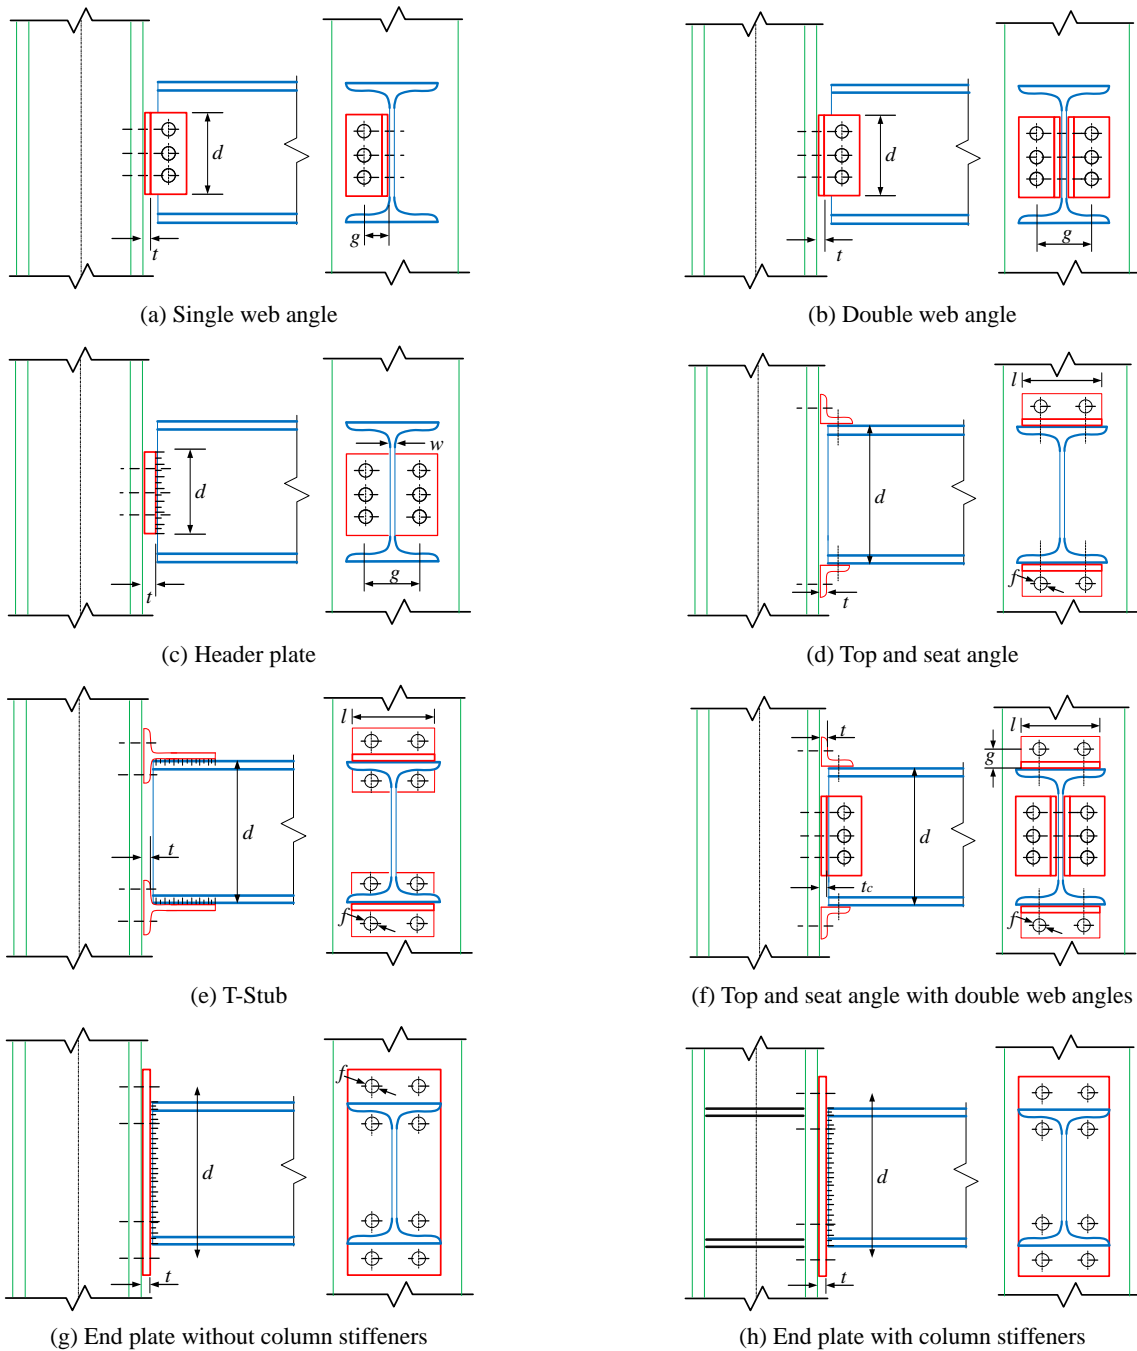 d
g
t
(a) Single web angle
d
g
t
(b) Double web angle
w
d
g
t
(c) Header plate
l
d
f
t
(d) Top and seat angle
l
d
t
f
(e) T-Stub
t
l
g
d
tc
f
(f) Top and seat angle with double web angles
f
d
t
(g) End plate without column stiffeners
d
t
(h) End plate with column stiffeners